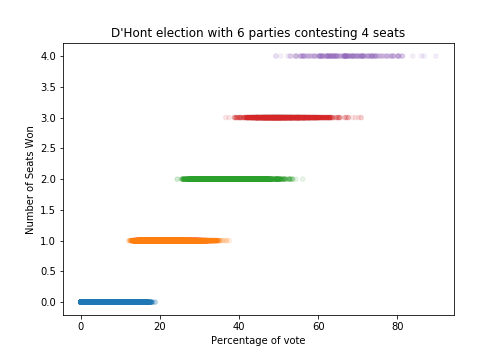 D'Hont election with 6 parties contesting 4 seats
4.0
3.5
3.0
2.5
2.0
1.5
1.0
0.5
0.0
Number of Seats Won
0 20 40 60 80
Percentage of vote